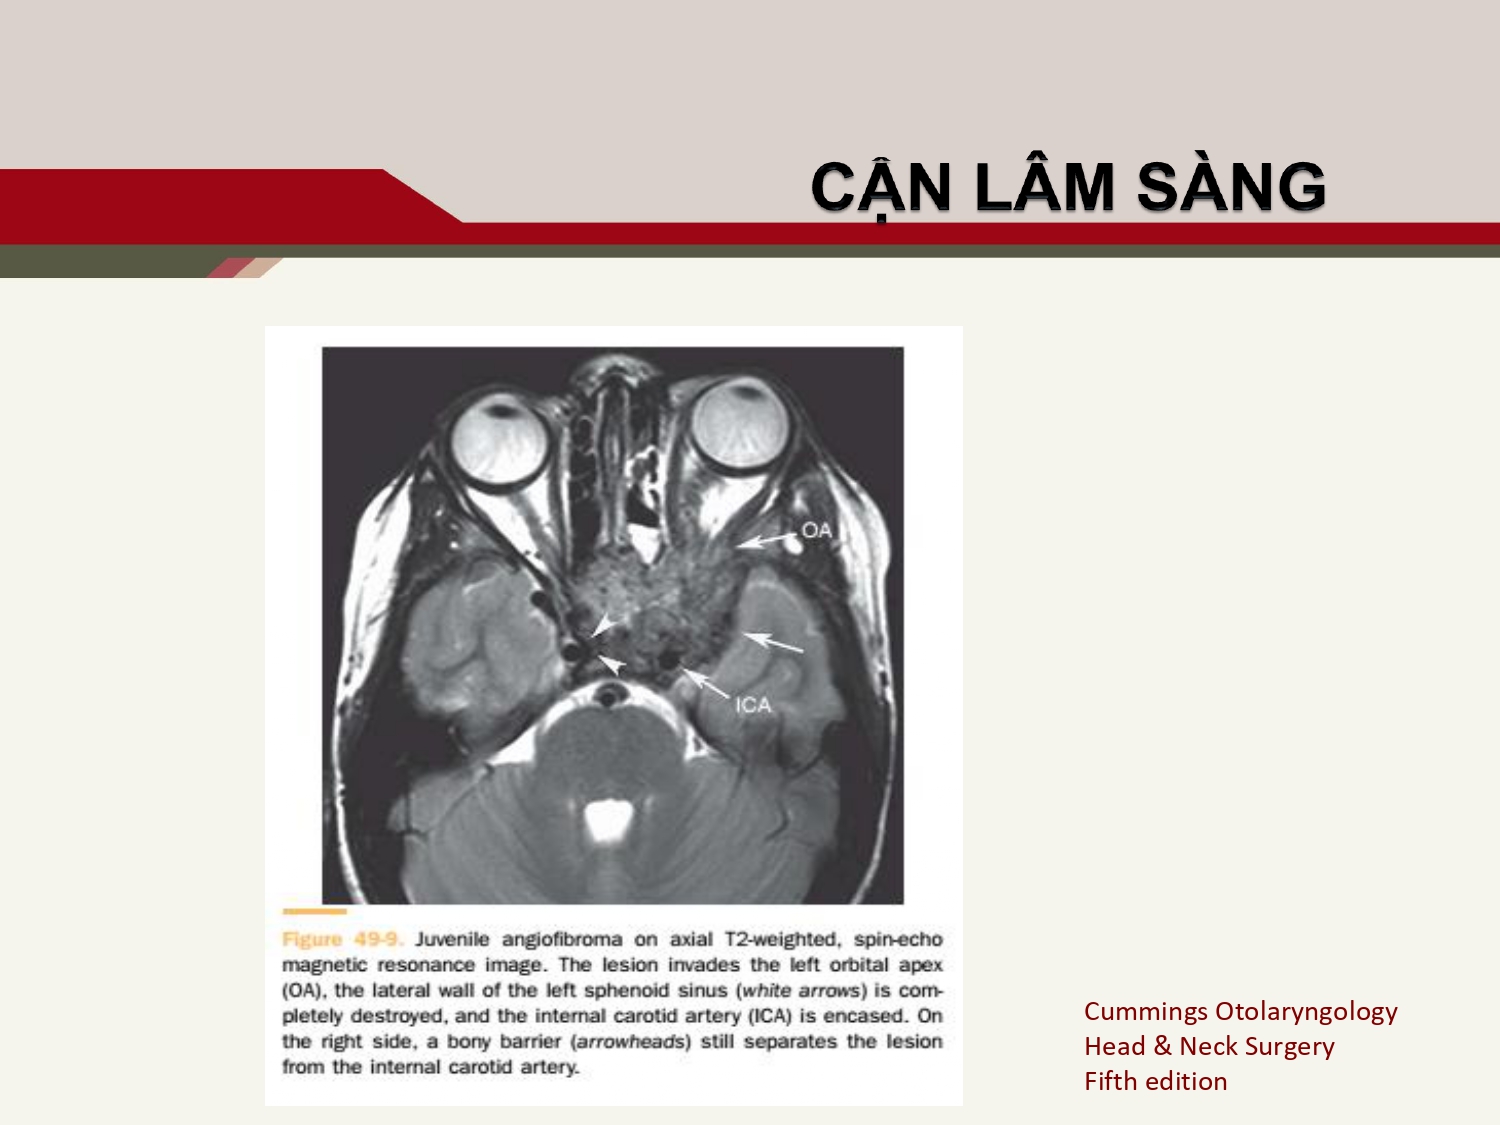 CẬN LÂM SÀNG
OA
ICA
Figure 49-9. Juvenile angiofibroma on axial T2-weighted, spin-echo
magnetic resonance image. The lesion invades the left orbital apex
(OA), the lateral wall of the left sphenoid sinus (white arrows) is com-
pletely destroyed, and the internal carotid artery (ICA) is encased. On
the right side, a bony barrier (arrowheads) still separates the lesion
from the internal carotid artery.
Cummings Otolaryngology
Head & Neck Surgery
Fifth edition